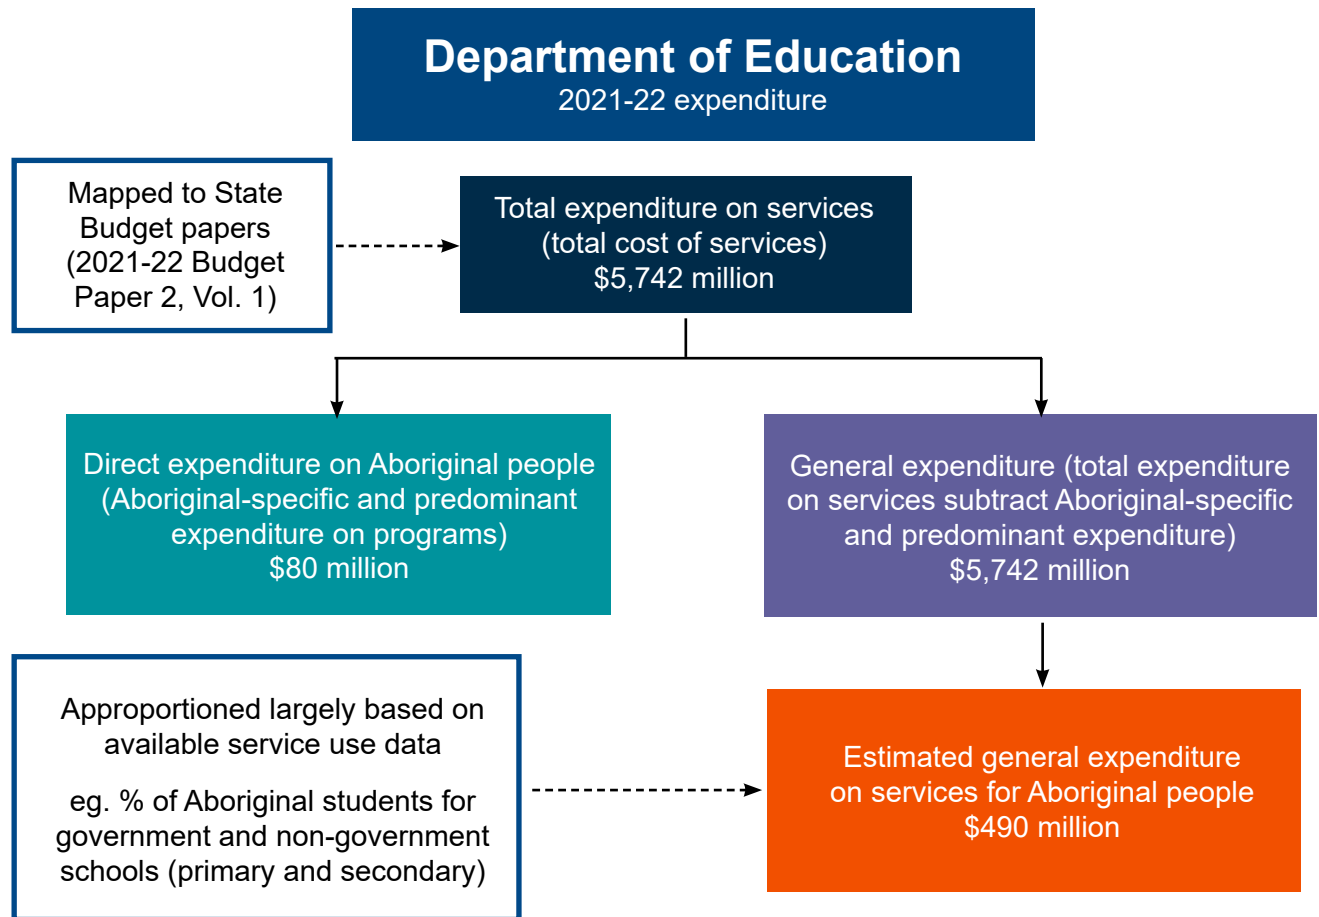 Department of Education
2021-22 expenditure
Mapped to State
Budget papers
(2021-22 Budget
Paper 2, Vol. 1)
Total expenditure on services
(total cost of services)
$5,742 million
Direct expenditure on Aboriginal people
(Aboriginal-specific and predominant
expenditure on programs)
$80 million
General expenditure (total expenditure
on services subtract Aboriginal-specific
and predominant expenditure)
$5,742 million
Approportioned largely based on
available service use data
eg. % of Aboriginal students for
government and non-government
schools (primary and secondary)
Estimated general expenditure
on services for Aboriginal people
$490 million